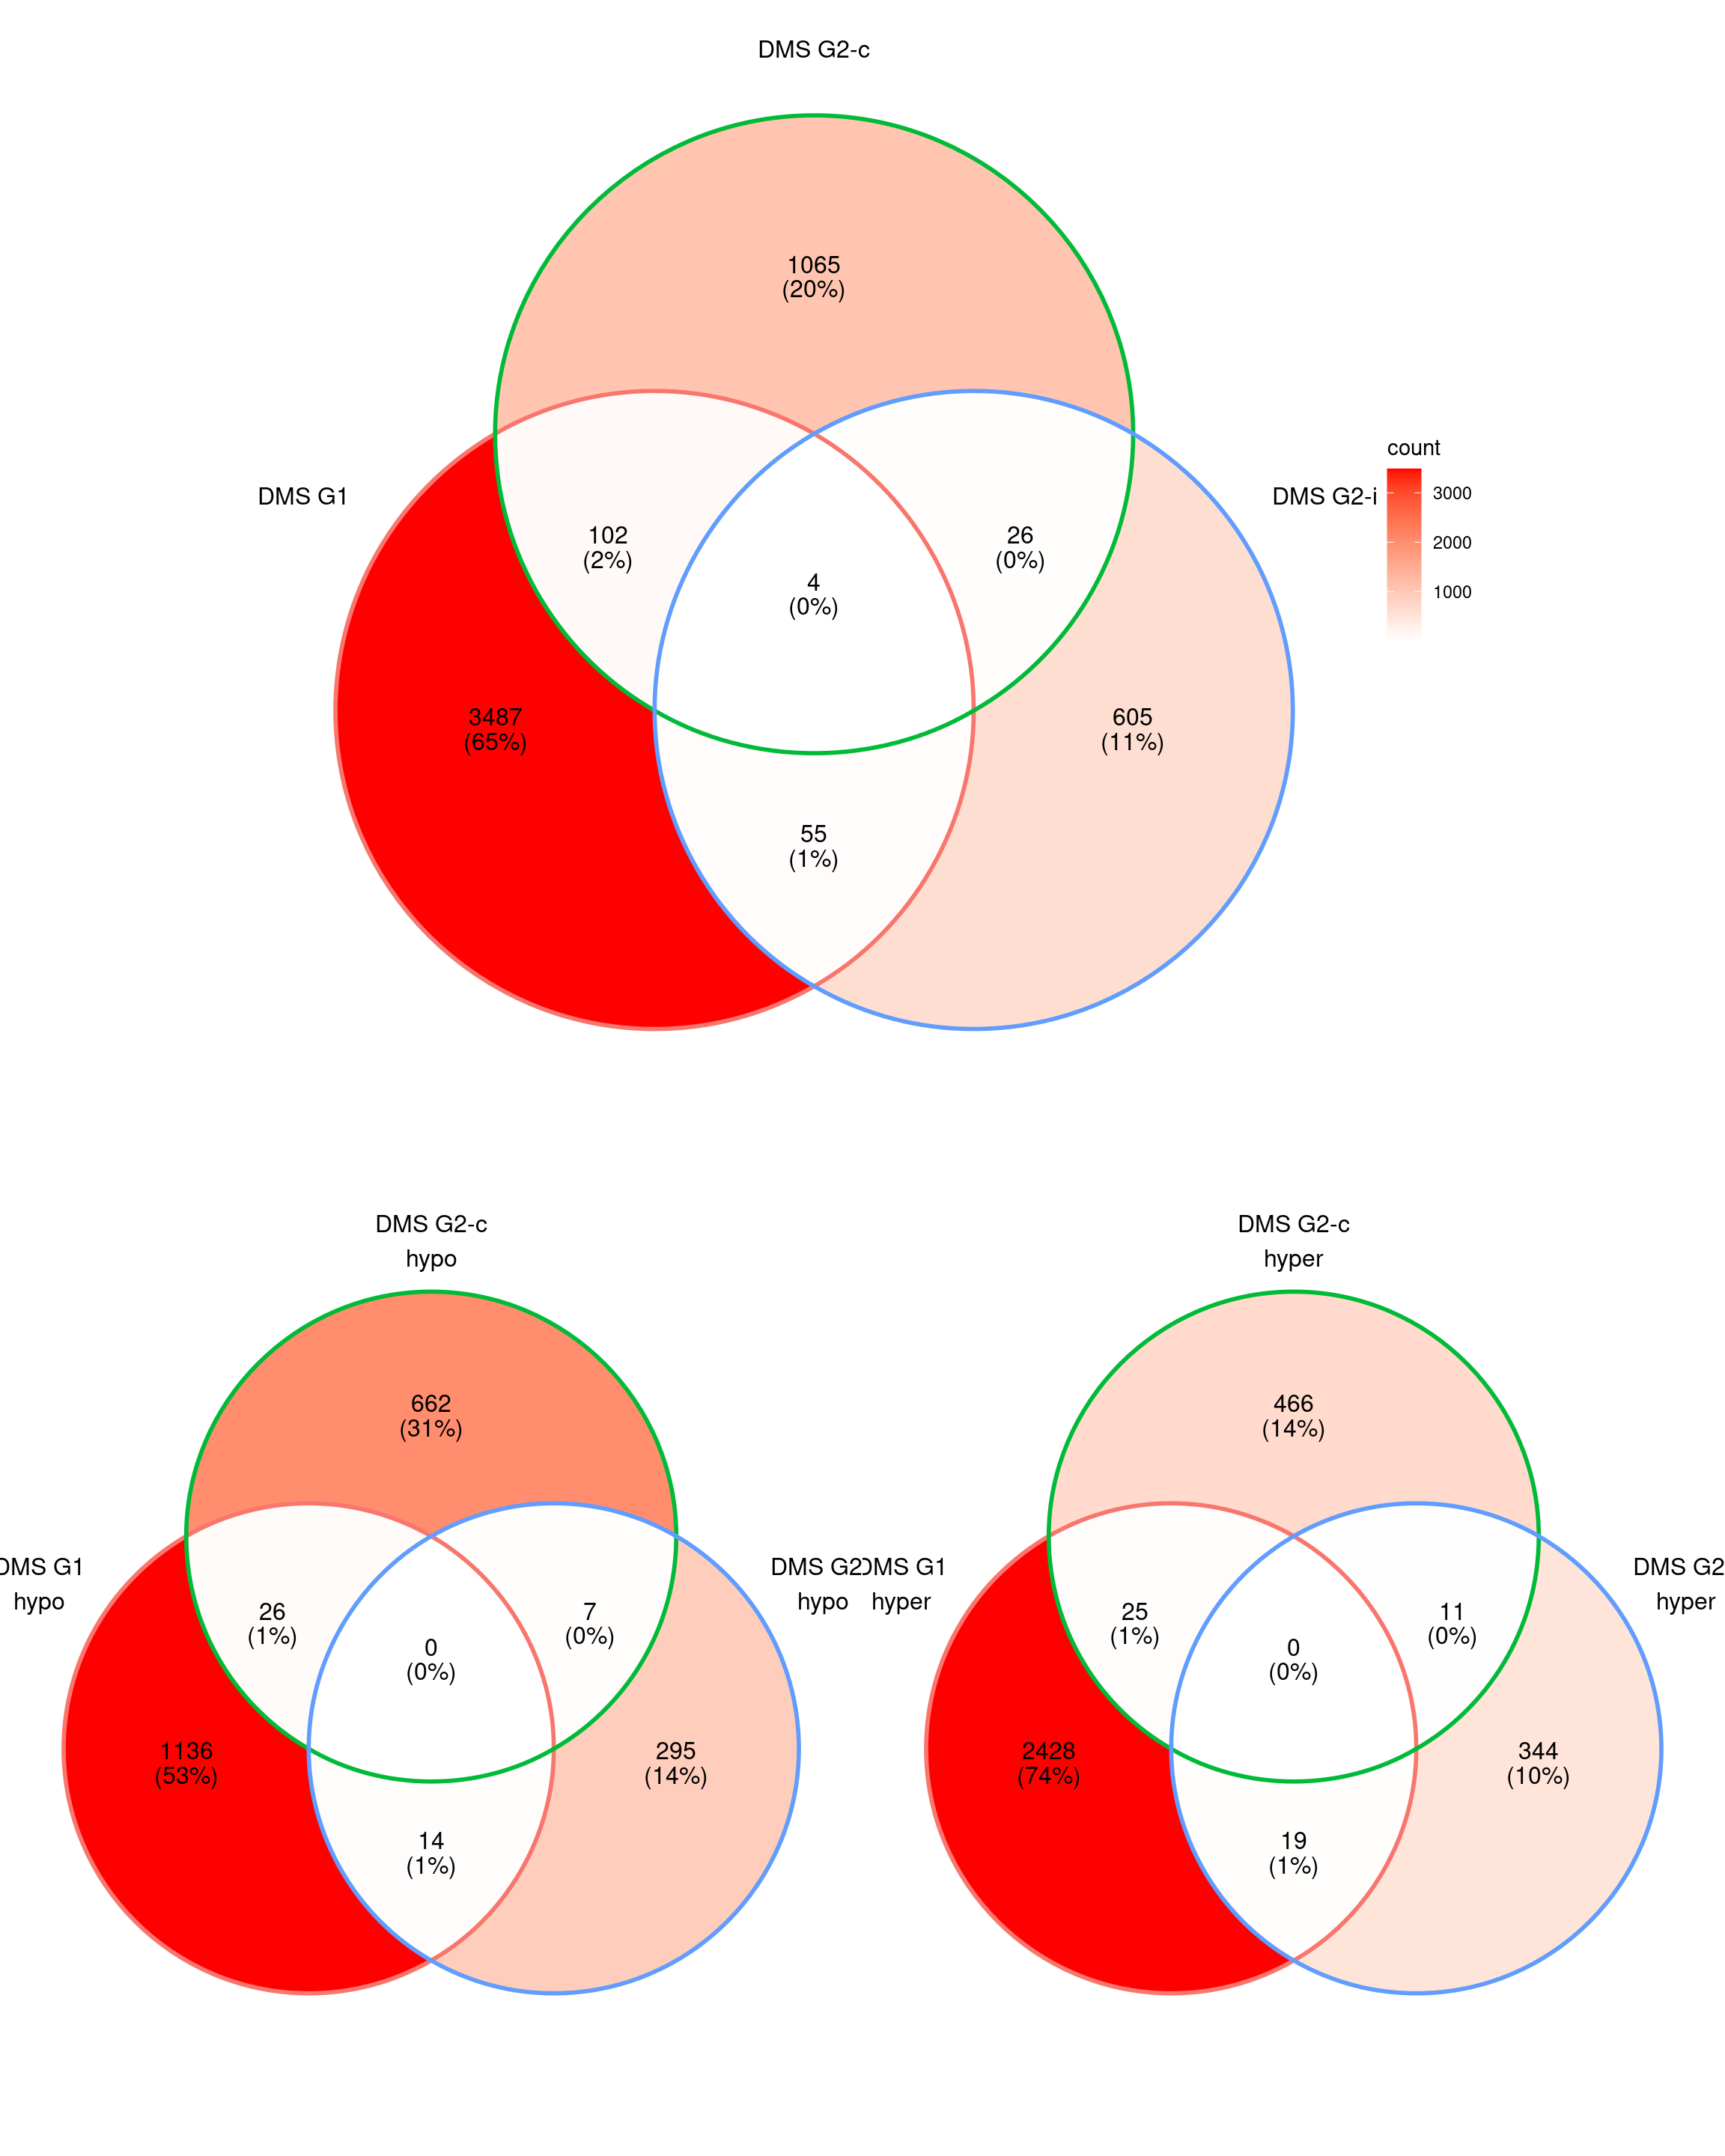 DMS G2-c
1065
(20%)
count
DMS G1
DMS G2-i
3000
2000
1000
102
(2%)
26
(0%)
4
(0%)
3487
(65%)
605
(11%)
55
(1%)
DMS G2-c
hypo
662
(31%)
DMS G1
hypo
DMS G2
hypo
26
(1%)
7
(0%)
0
(0%)
1136
(53%)
295
(14%)
14
(1%)
DMS G2-c
hyper
466
(14%)
DMS G1
hyper
DMS G2
hyper
25
(1%)
11
(0%)
0
(0%)
2428
(74%)
344
(10%)
19
(1%)